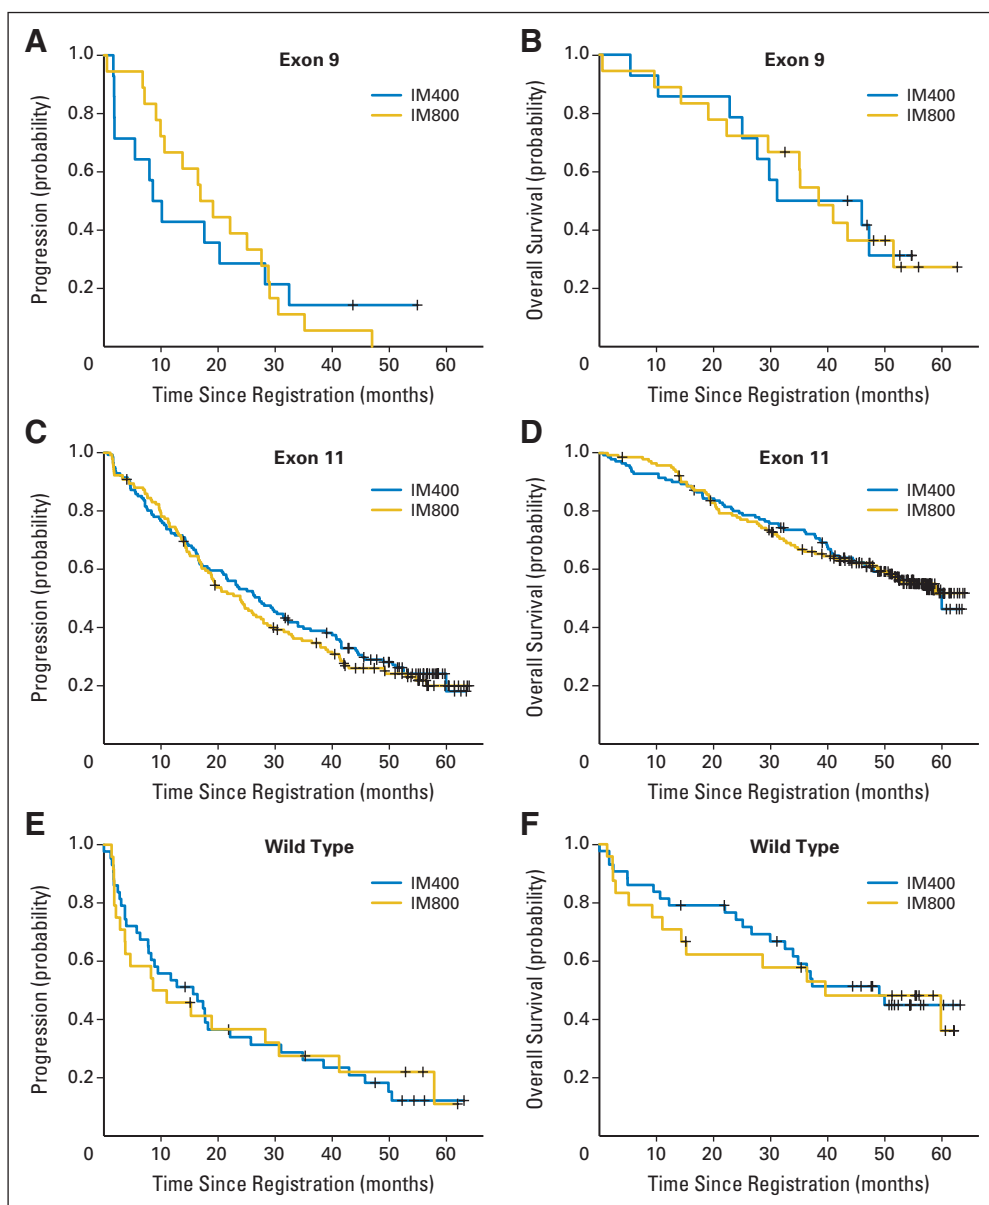 A
Exon 9
IM400
IM800
Progression (probability)
1.0
0.8
0.6
0.4
0.2
0 10 20 30 40 50 60
Time Since Registration (months)
B
Exon 9
IM400
IM800
Overall Survival (probability)
1.0
0.8
0.6
0.4
0.2
0 10 20 30 40 50 60
Time Since Registration (months)
C
Exon 11
IM400
IM800
Progression (probability)
1.0
0.8
0.6
0.4
0.2
0 10 20 30 40 50 60
Time Since Registration (months)
D
Exon 11
IM400
IM800
Overall Survival (probability)
1.0
0.8
0.6
0.4
0.2
0 10 20 30 40 50 60
Time Since Registration (months)
E
Wild Type
IM400
IM800
Progression (probability)
1.0
0.8
0.6
0.4
0.2
0 10 20 30 40 50 60
Time Since Registration (months)
F
Wild Type
IM400
IM800
Overall Survival (probability)
1.0
0.8
0.6
0.4
0.2
0 10 20 30 40 50 60
Time Since Registration (months)